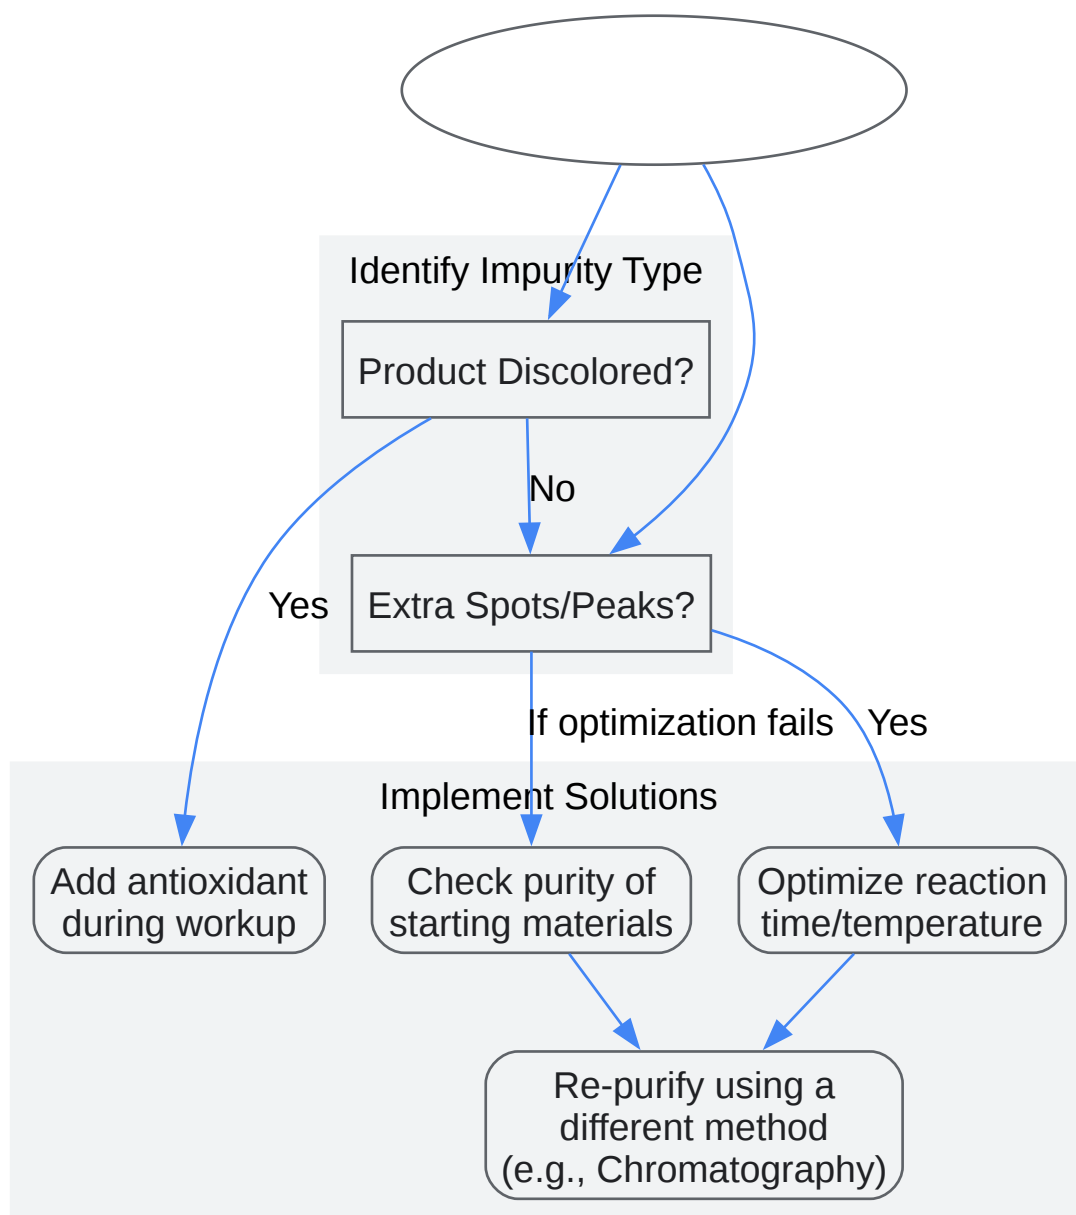 Identify Impurity Type
Product Discolored?
No
Yes
Extra Spots/Peaks?
If optimization fails
Yes
Implement Solutions
Add antioxidant
during workup
Check purity of
starting materials
Optimize reaction
time/temperature
Re-purify using a
different method
(e.g., Chromatography)